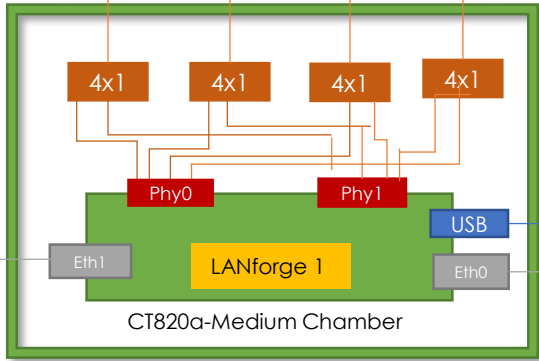 4x1
4x1
4x1
4x1
Phy0
Phy1
USB
Eth1
LANforge 1
Eth0
CT820a-Medium Chamber